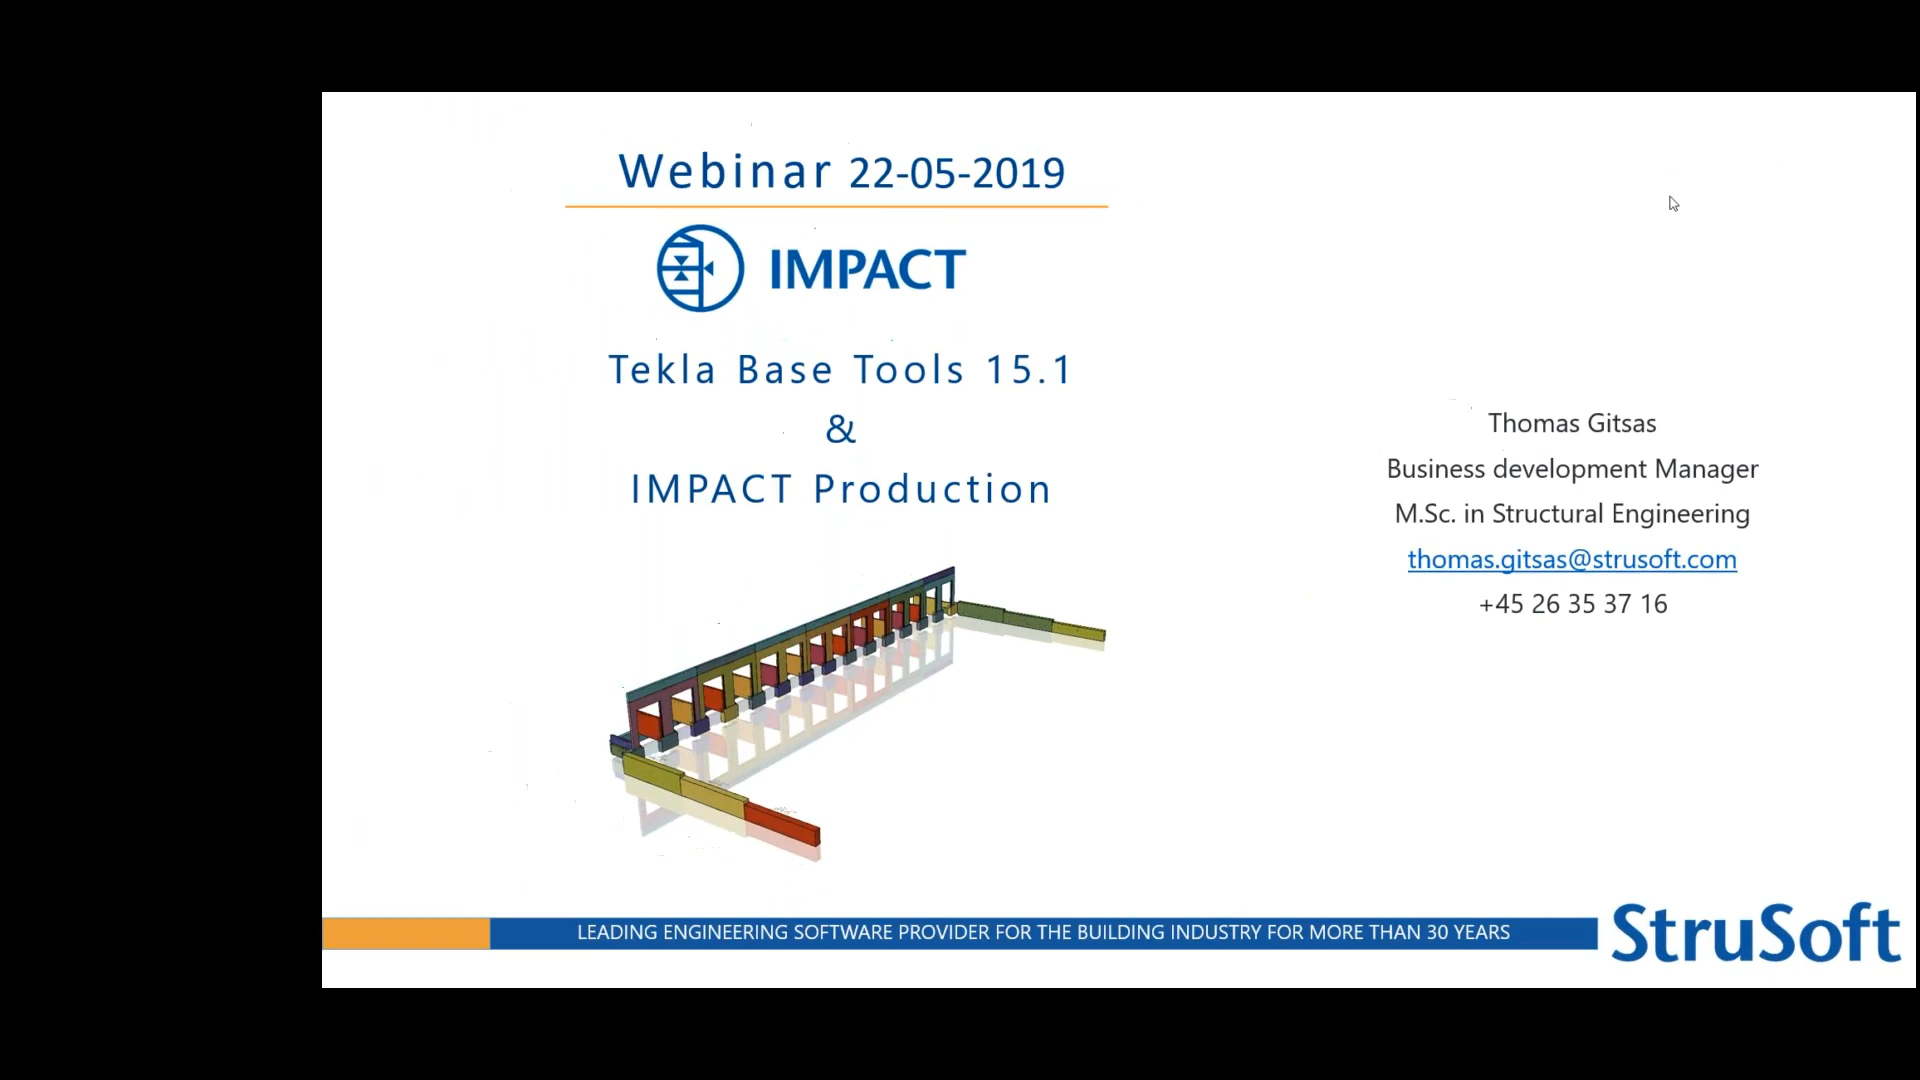 Webinar 22-05-2019
IMPACT
Tekla Base Tools 15.1
&
IMPACT Production
Thomas Gitsas
Business development Manager
M.Sc. in Structural Engineering
thomas.gitsas@strusoft.com
+45 26 35 37 16
LEADING ENGINEERING SOFTWARE PROVIDER FOR THE BUILDING INDUSTRY FOR MORE THAN 30 YEARS
StruSoft